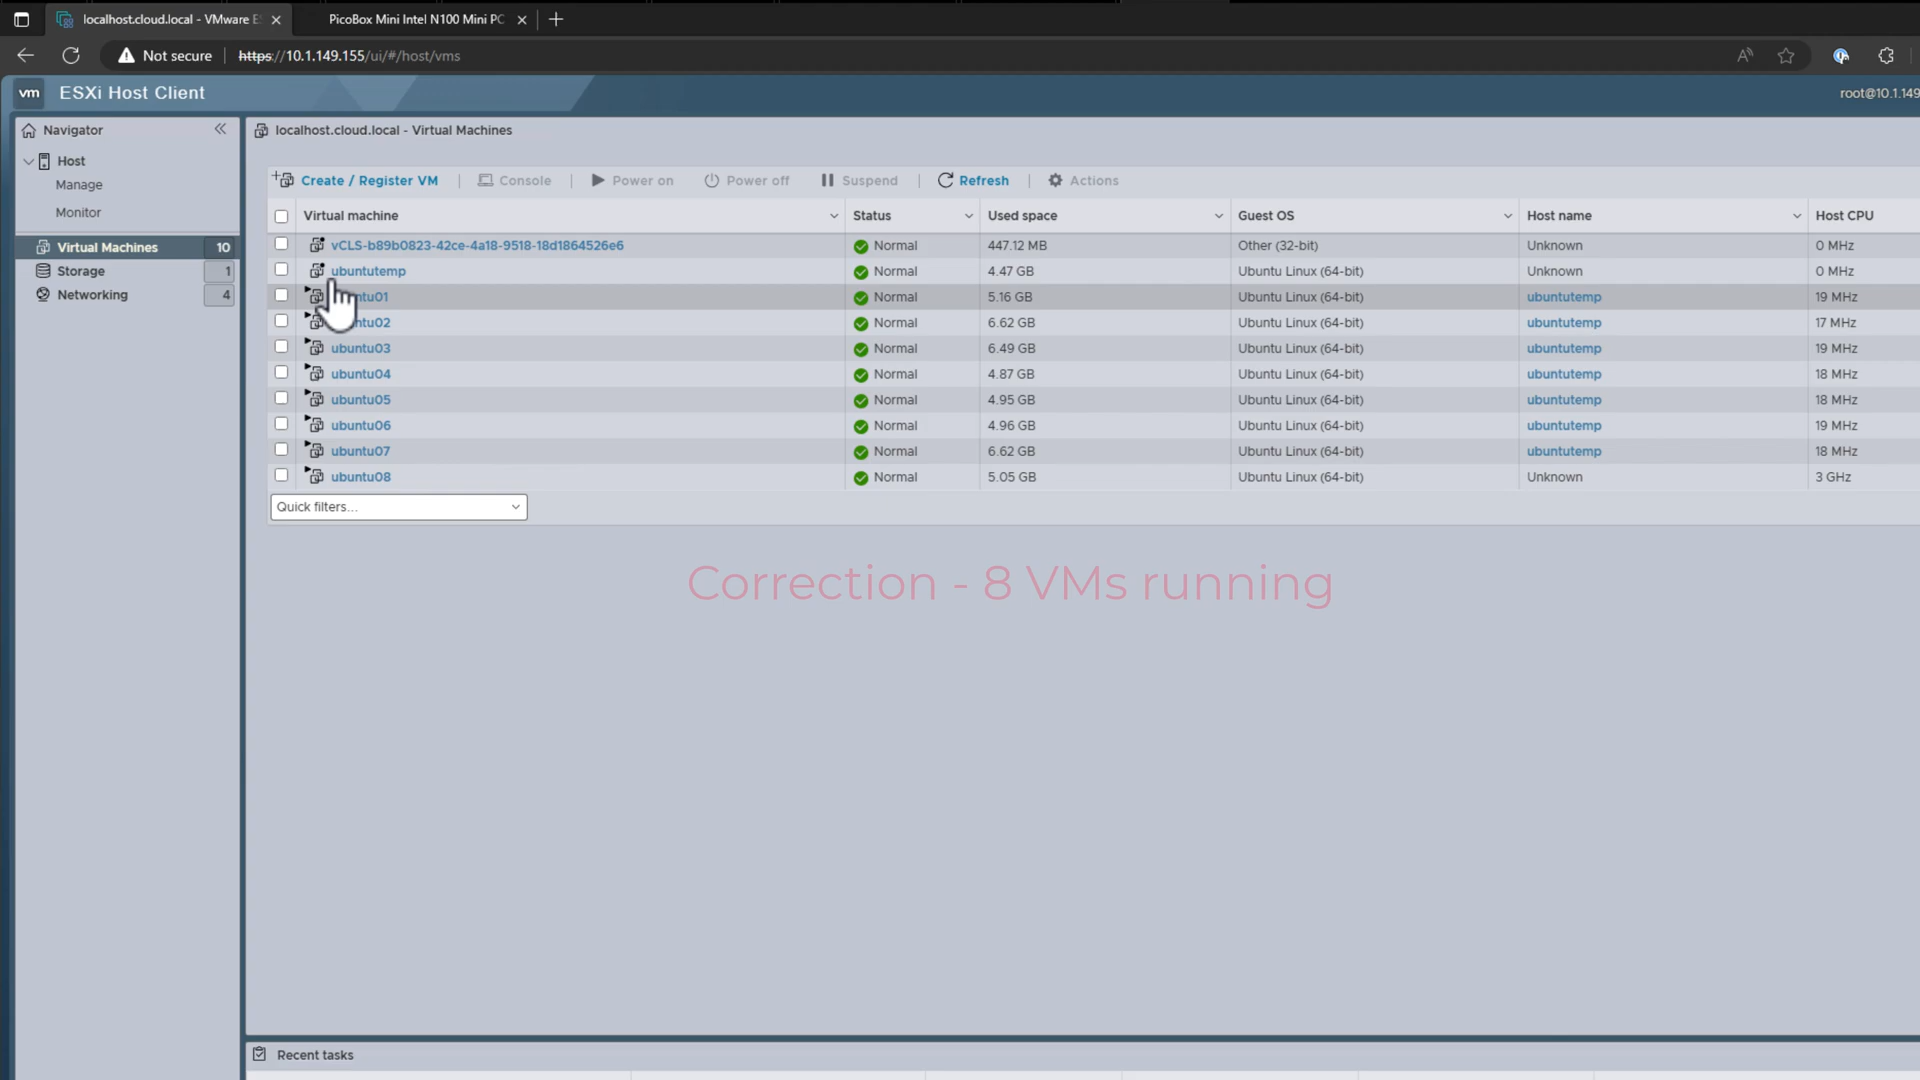 localhost.cloud.local - VMware ES
PicoBox Mini Intel N100 Mini PC
Not secure
https://10.1.149.155/ui/#/host/vms
vm
ESXi Host Client
root@10.1.149
Navigator
localhost.cloud.local - Virtual Machines
Host
Manage
Monitor
Virtual Machines 10
Storage 1
Networking 4
Create / Register VM
Console
Power on
Power off
Suspend
Refresh
Actions
Virtual machine Status Used space Guest OS Host name Host CPU
vCLS-b89b0823-42ce-4a18-9518-18d1864526e6 Normal 447.12 MB Other (32-bit) Unknown 0 MHz
ubuntutemp Normal 4.47 GB Ubuntu Linux (64-bit) Unknown 0 MHz
ntu01 Normal 5.16 GB Ubuntu Linux (64-bit) ubuntutemp 19 MHz
ntu02 Normal 6.62 GB Ubuntu Linux (64-bit) ubuntutemp 17 MHz
ubuntu03 Normal 6.49 GB Ubuntu Linux (64-bit) ubuntutemp 19 MHz
ubuntu04 Normal 4.87 GB Ubuntu Linux (64-bit) ubuntutemp 18 MHz
ubuntu05 Normal 4.95 GB Ubuntu Linux (64-bit) ubuntutemp 18 MHz
ubuntu06 Normal 4.96 GB Ubuntu Linux (64-bit) ubuntutemp 19 MHz
ubuntu07 Normal 6.62 GB Ubuntu Linux (64-bit) ubuntutemp 18 MHz
ubuntu08 Normal 5.05 GB Ubuntu Linux (64-bit) Unknown 3 GHz
Quick filters...
Correction - 8 VMs running
Recent tasks